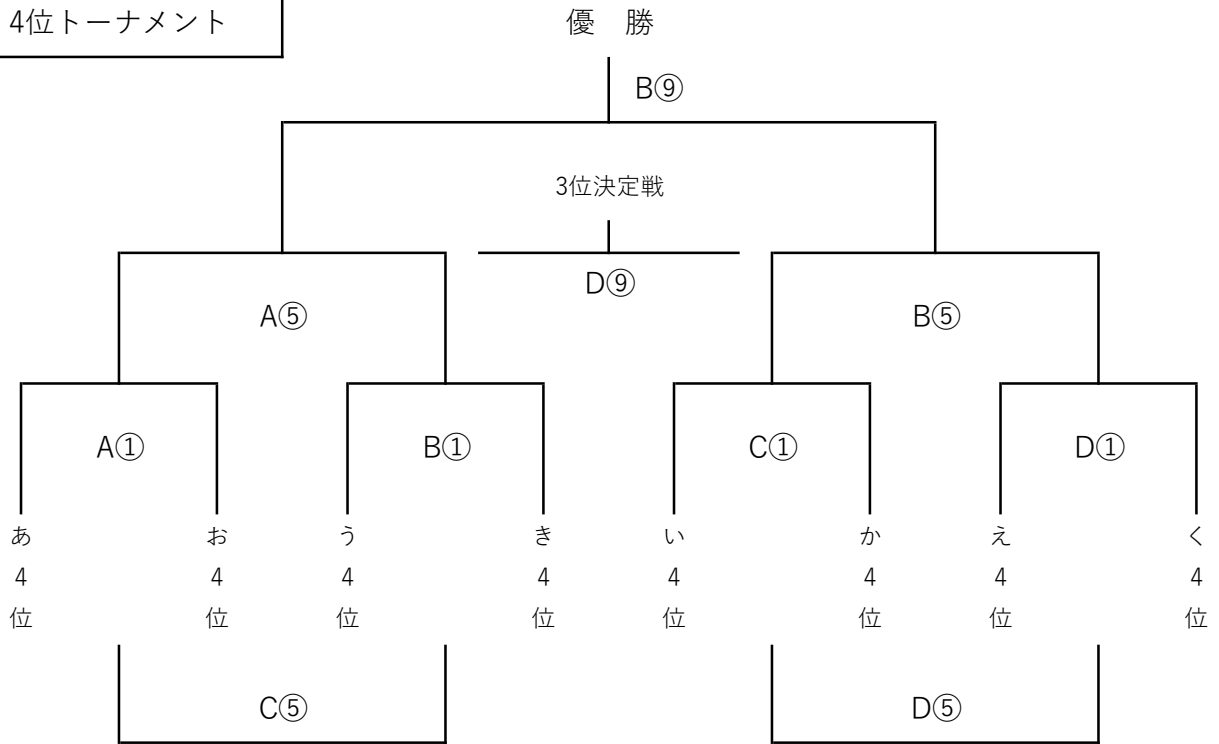 4位トーナメント
優 勝
B⑨
3位決定戦
D⑨
A⑤
B⑤
A①
B①
C①
D①
あ4位
お4位
う4位
き4位
い4位
か4位
え4位
く4位
C⑤
D⑤